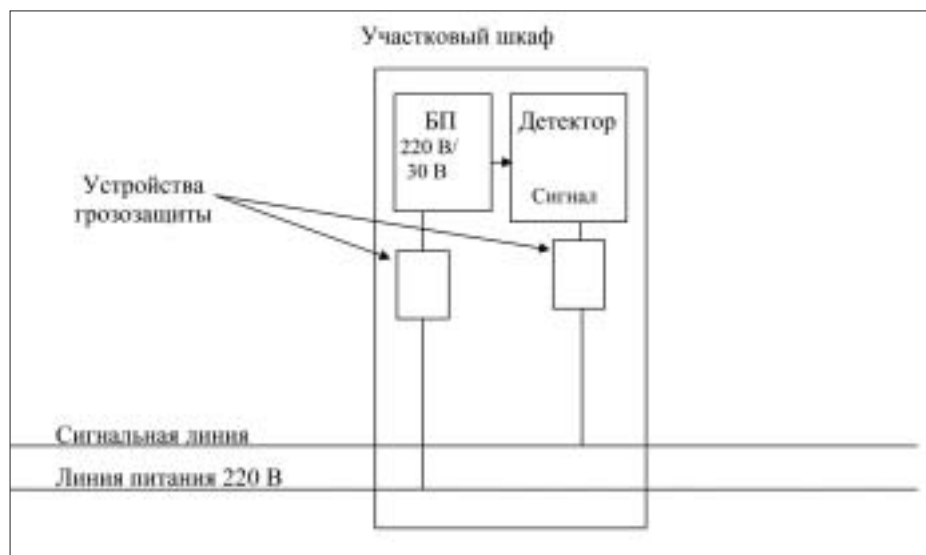 Участковый шкаф
БП
220 В/
30 В
Детектор
Сигнал
Устройства
грозозащиты
Сигнальная линия
Линия питания 220 В